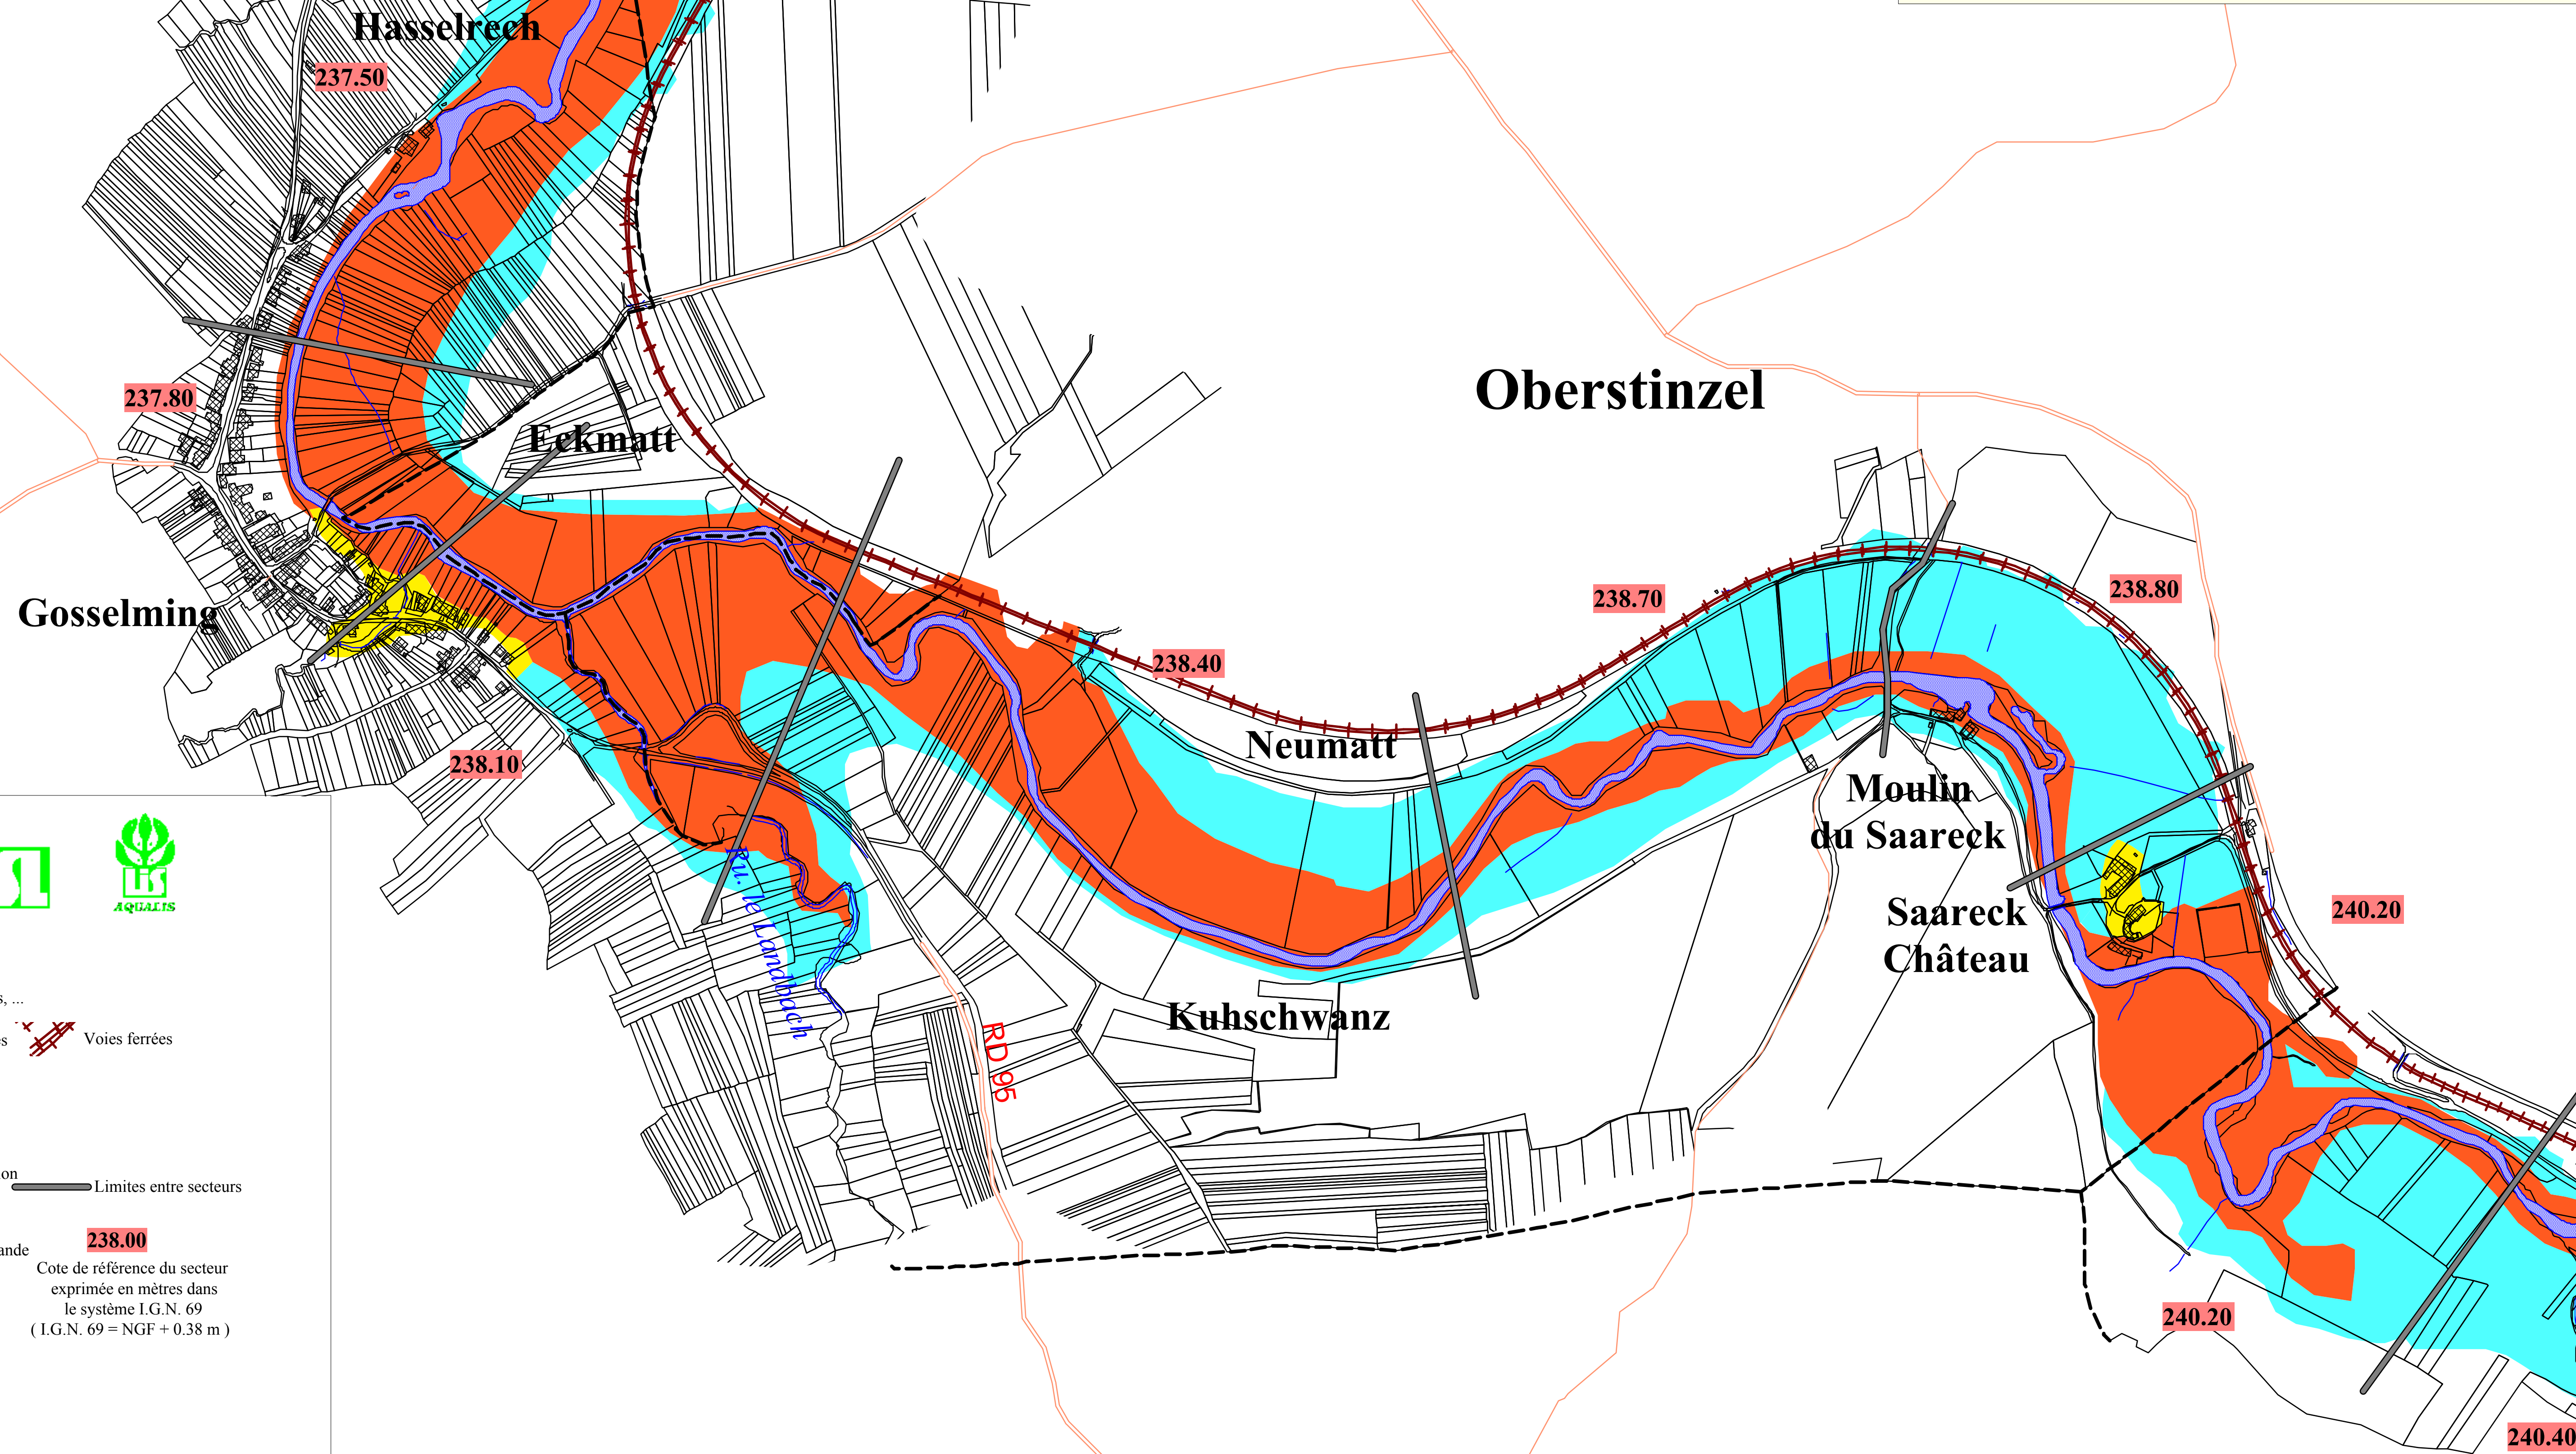 Hasselrech
237.50
Oberstinzel
237.80
Eckmatt
Gosselming
238.70
238.80
238.40
238.10
Neumatt
Moulin
du Saareck
Saareck
Château
240.20
Ru. le Landbach
Kuhschwanz
RD 95
AQUALIS
s, ...
es
Voies ferrées
ion
Limites entre secteurs
ande
238.00
Cote de référence du secteur
exprimée en mètres dans
le système I.G.N. 69
( I.G.N. 69 = NGF + 0.38 m )
240.20
240.40